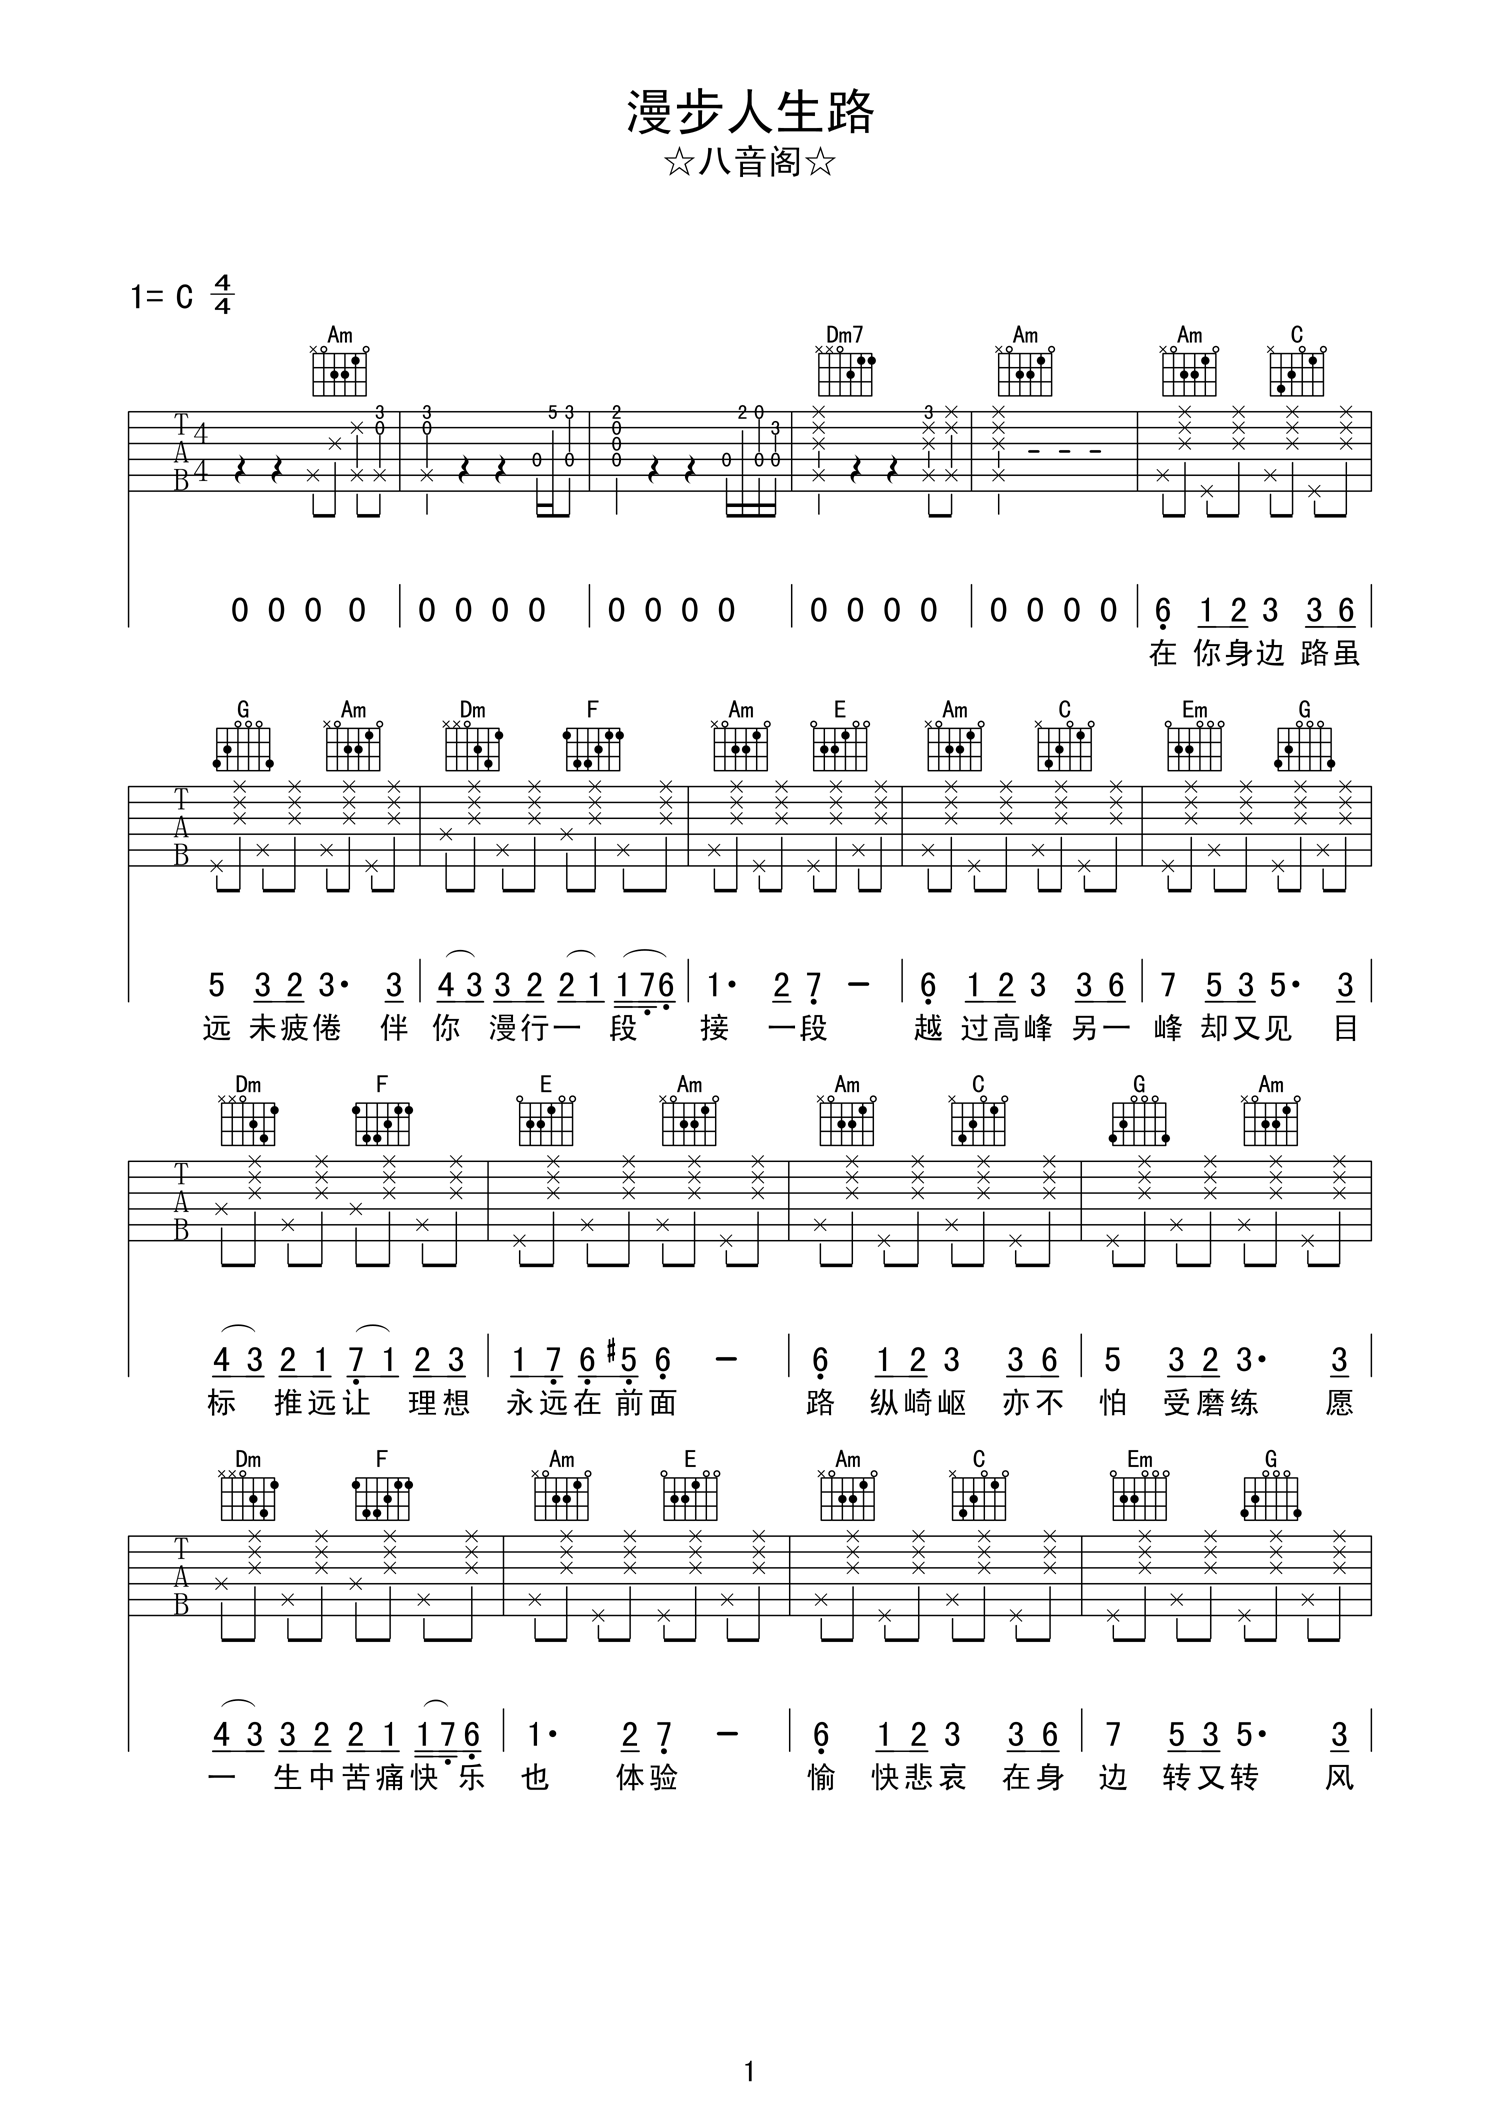 漫步人生路
☆八音阁☆
1= C 4/4
Am Dm7 Am Am C
T A B 4 4 3 0 3 0 0 5 3 0 2 0 0 0 0 2 0 0 3 0 3
0 0 0 0 0 0 0 0 0 0 0 0 0 0 0 0 0 0 0 0 6 1 2 3 3 6
在 你身边 路虽
G Am Dm F Am E Am C Em G
T A B
5 3 2 3· 3 4 3 3 2 2 1 1 7 6 1· 2 7 – 6 1 2 3 3 6 7 5 3 5· 3
远 未疲倦 伴 你 漫行一 段 接 一段 越 过高峰 另一 峰 却又见 目
Dm F E Am Am C G Am
T A B
4 3 2 1 7 1 2 3 1 7 6 #5 6 – 6 1 2 3 3 6 5 3 2 3· 3
标 推远让 理想 永远在 前面 路 纵崎岖 亦不 怕 受磨练 愿
Dm F Am E Am C Em G
T A B
4 3 3 2 2 1 1 7 6 1· 2 7 – 6 1 2 3 3 6 7 5 3 5· 3
一 生中苦痛快 乐 也 体验 愉 快悲哀 在身 边 转又转 风
1